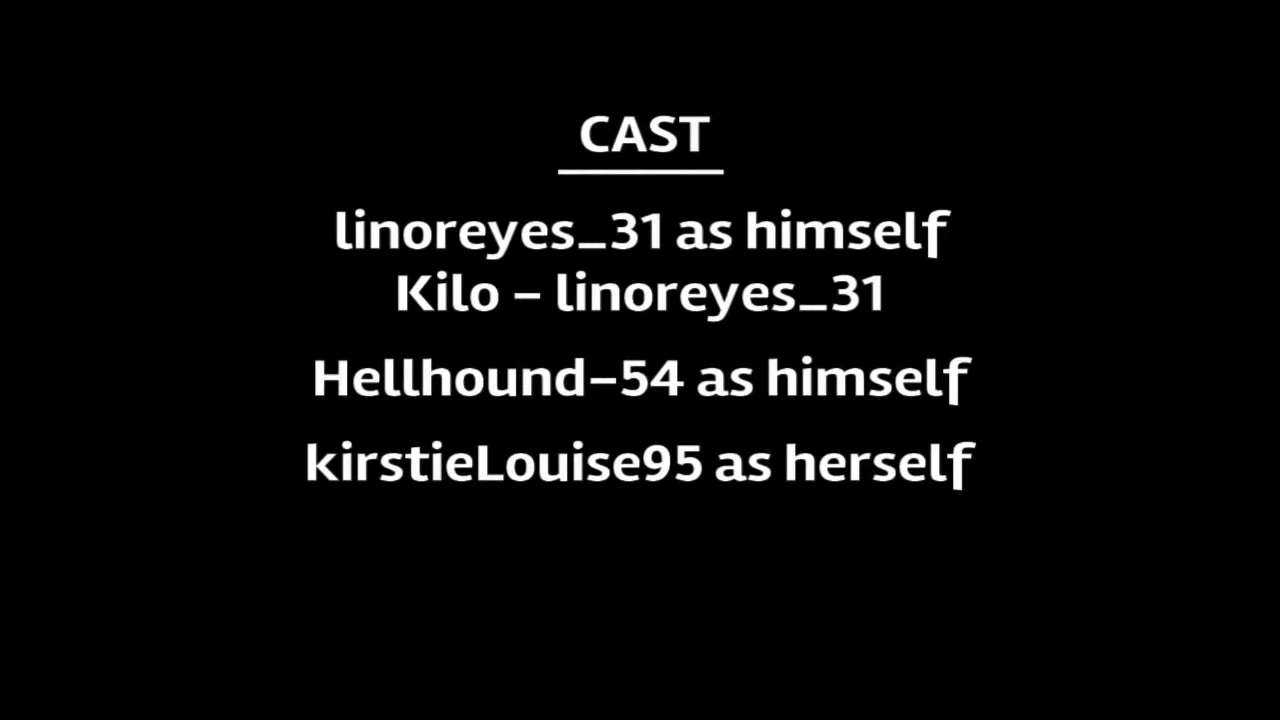 CAST
linoreyes_31 as himself
Kilo - linoreyes_31
Hellhound-54 as himself
kirstieLouise95 as herself